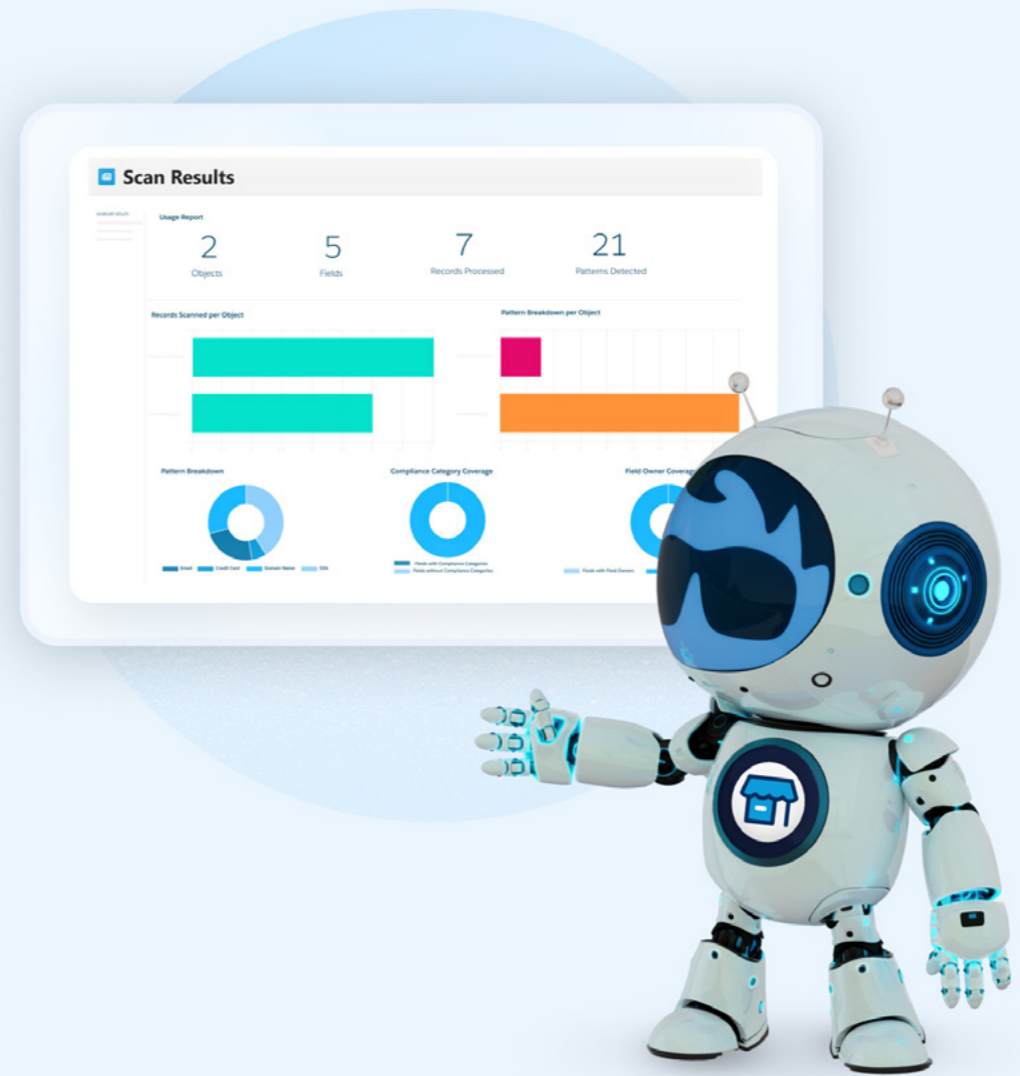 Scan Results
Usage Report
2
5
7
21
Objects
Fields
Records Processed
Patterns Detected
Records Scanned per Object
Pattern Breakdown per Object
Pattern Breakdown
Compliance Category Coverage
Field Owner Coverage
Email
Credit Card
Domain Name
SSN
Fields with Compliance Categories
Fields without Compliance Categories
Fields with Field Owners